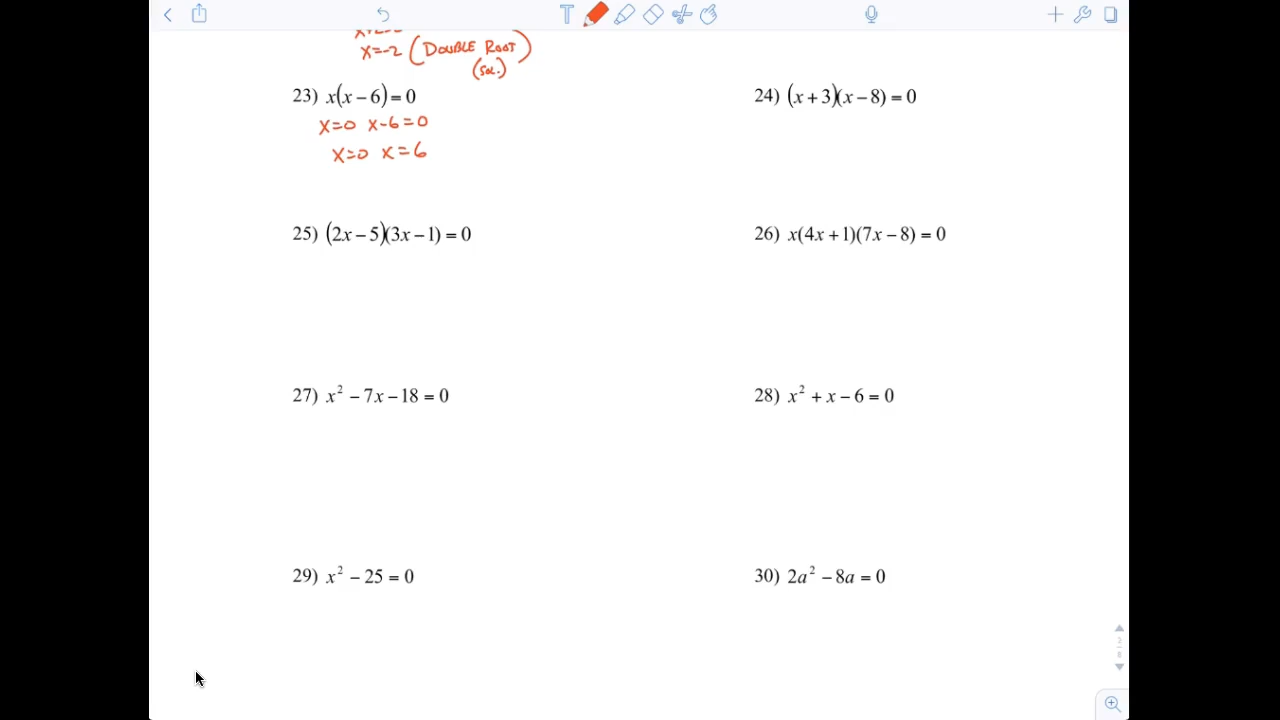 x=-2 (DOUBLE ROOT)
(SOL.)
23) x(x − 6) = 0
x=0 x-6=0
x=0 x=6
24) (x + 3)(x − 8) = 0
25) (2x − 5)(3x − 1) = 0
26) x(4x + 1)(7x − 8) = 0
27) x² − 7x − 18 = 0
28) x² + x − 6 = 0
29) x² − 25 = 0
30) 2a² − 8a = 0